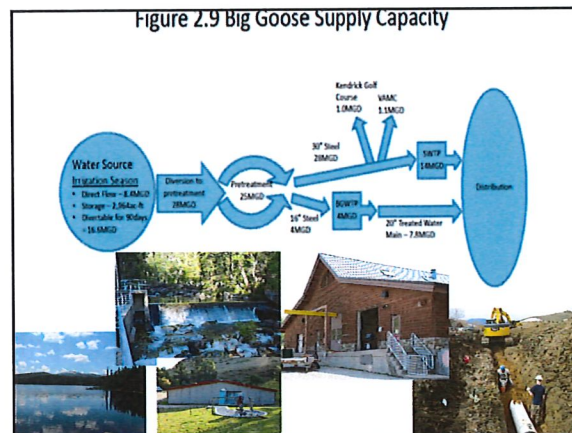 Figure 2.9 Big Goose Supply Capacity
Kendrick Golf
Course
1.0MGD
VAMC
1.1MGD
30" Steel
28MGD
SWTP
14MGD
Water Source
Irrigation Season
• Direct Flow – 8.4MGD
• Storage – 2,964ac-ft
• Divertable for 90days
= 16.6MGD
Diversion to
pretreatment
28MGD
Pretreatment
25MGD
16" Steel
4MGD
BGWTP
4MGD
20" Treated Water
Main – 7.8MGD
Distribution